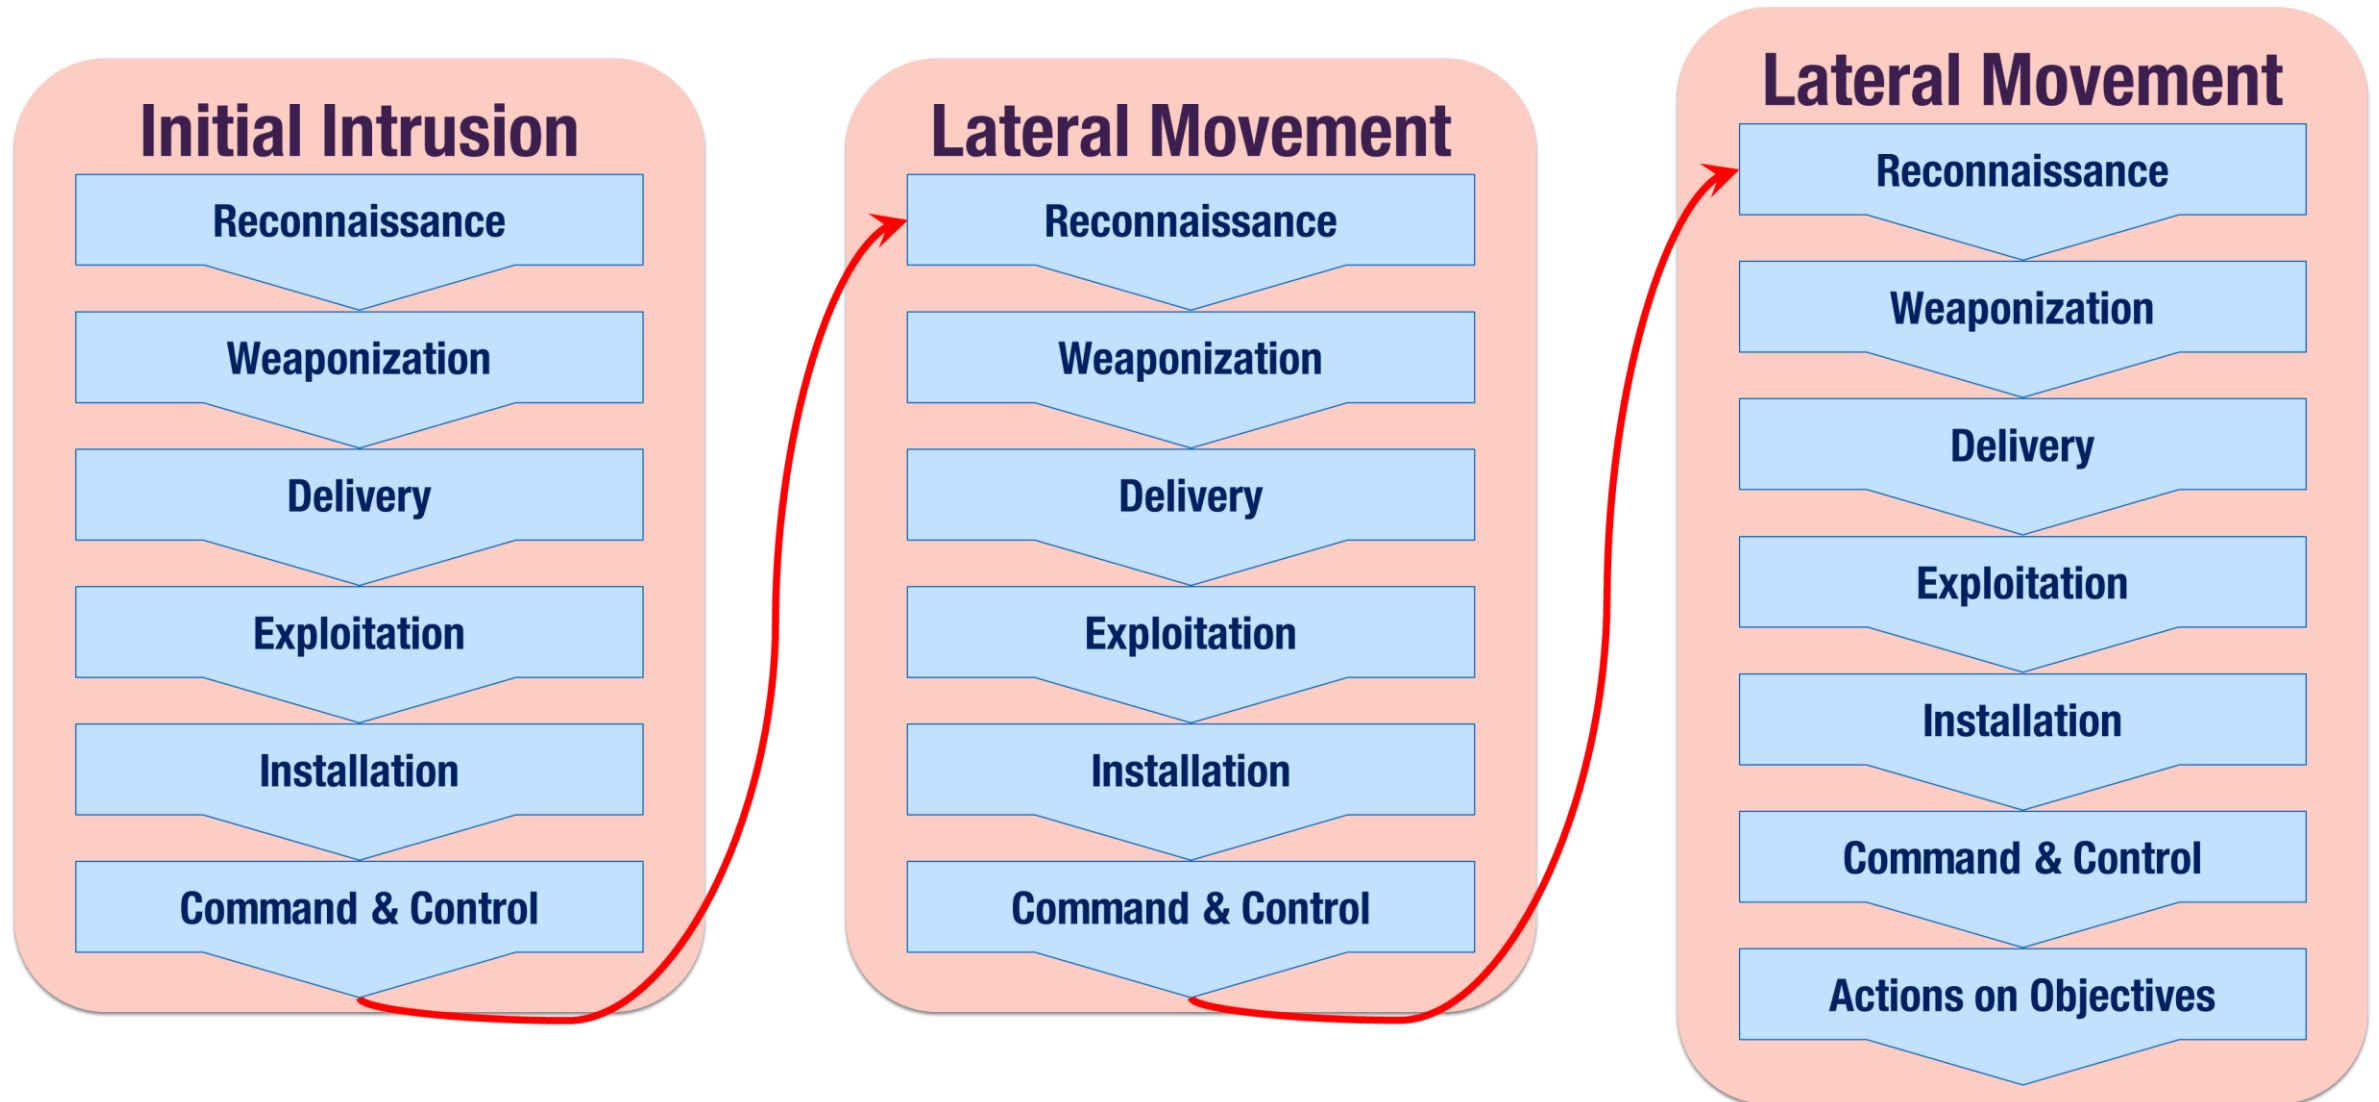 Initial Intrusion
Reconnaissance
Weaponization
Delivery
Exploitation
Installation
Command & Control
Lateral Movement
Reconnaissance
Weaponization
Delivery
Exploitation
Installation
Command & Control
Lateral Movement
Reconnaissance
Weaponization
Delivery
Exploitation
Installation
Command & Control
Actions on Objectives